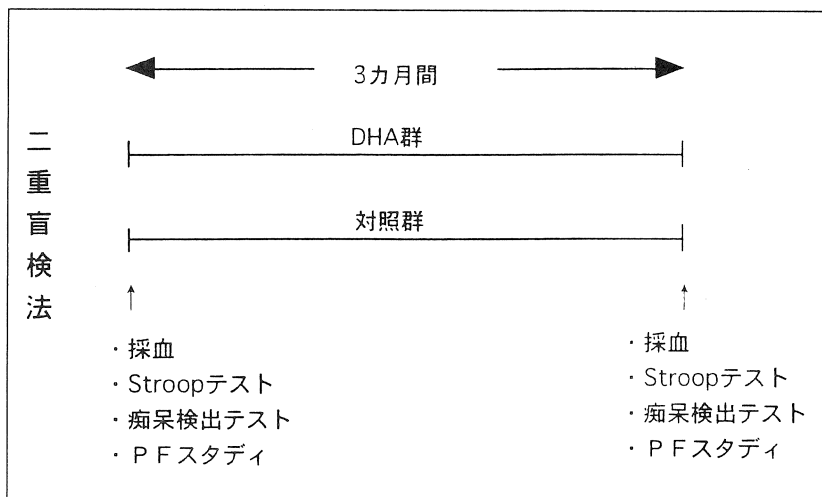 3カ月間
二重盲検法
DHA群
対照群
・採血
・Stroopテスト
・痴呆検出テスト
・ＰＦスタディ
・採血
・Stroopテスト
・痴呆検出テスト
・ＰＦスタディ